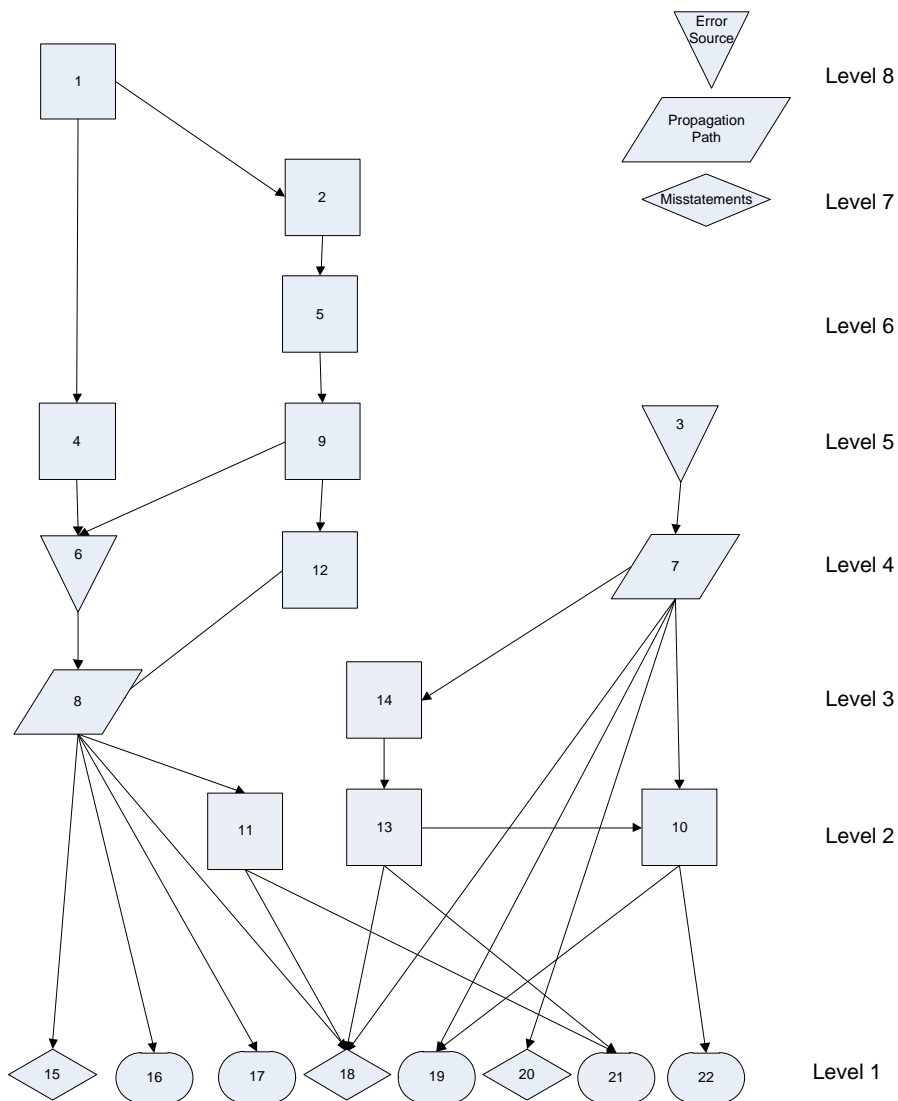 Error
Source
Level 8
1
Propagation
Path
2
Misstatements
Level 7
5
Level 6
4
9
3
Level 5
6
12
7
Level 4
8
14
Level 3
11
13
10
Level 2
15
16
17
18
19
20
21
22
Level 1